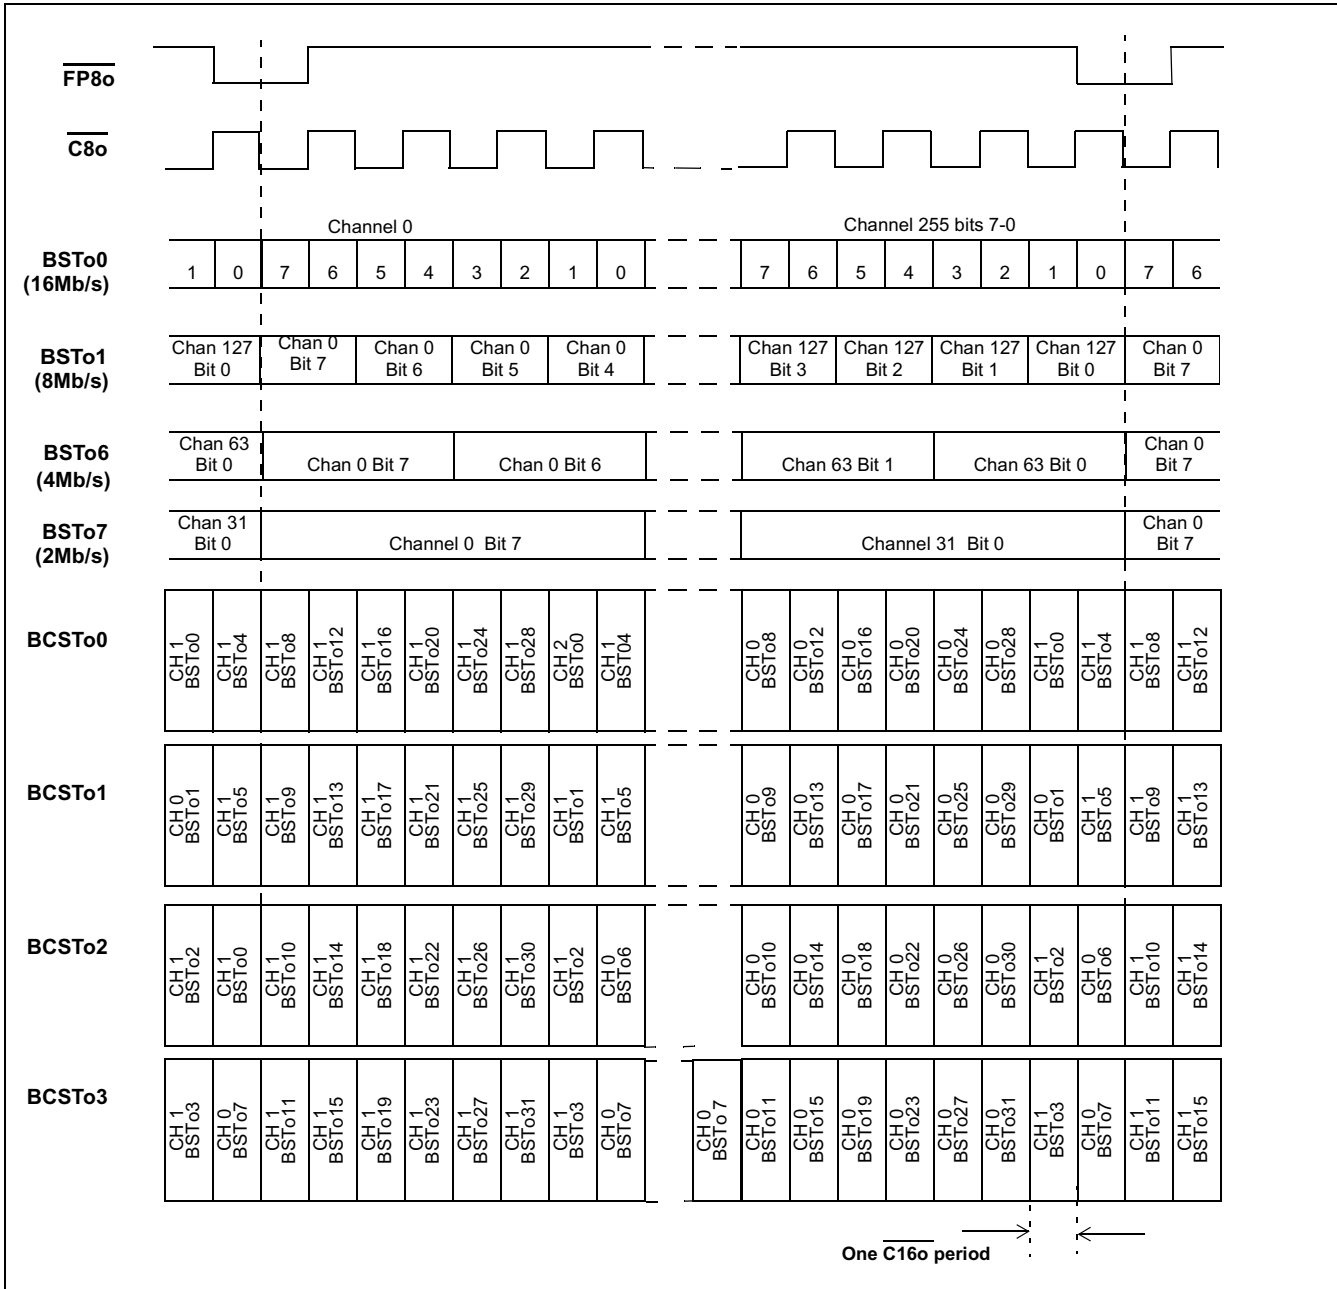 FP8o
C8o
Channel 0
Channel 255 bits 7-0
BSTo0
(16Mb/s)
1 0 7 6 5 4 3 2 1 0 7 6 5 4 3 2 1 0 7 6
BSTo1
(8Mb/s)
Chan 127 Bit 0
Chan 0 Bit 7
Chan 0 Bit 6
Chan 0 Bit 5
Chan 0 Bit 4
Chan 127 Bit 3
Chan 127 Bit 2
Chan 127 Bit 1
Chan 127 Bit 0
Chan 0 Bit 7
BSTo6
(4Mb/s)
Chan 63 Bit 0
Chan 0 Bit 7
Chan 0 Bit 6
Chan 63 Bit 1
Chan 63 Bit 0
Chan 0 Bit 7
BSTo7
(2Mb/s)
Chan 31 Bit 0
Channel 0 Bit 7
Channel 31 Bit 0
Chan 0 Bit 7
BCSTo0
CH 1 BSTo0
CH 1 BSTo4
CH 1 BSTo8
CH 1 BSTo12
CH 1 BSTo16
CH 1 BSTo20
CH 1 BSTo24
CH 1 BSTo28
CH 2 BSTo0
CH 1 BST04
CH 0 BSTo8
CH 0 BSTo12
CH 0 BSTo16
CH 0 BSTo20
CH 0 BSTo24
CH 0 BSTo28
CH 1 BSTo0
CH 1 BSTo4
CH 1 BSTo8
CH 1 BSTo12
BCSTo1
CH 0 BSTo1
CH 1 BSTo5
CH 1 BSTo9
CH 1 BSTo13
CH 1 BSTo17
CH 1 BSTo21
CH 1 BSTo25
CH 1 BSTo29
CH 1 BSTo1
CH 1 BSTo5
CH 0 BSTo9
CH 0 BSTo13
CH 0 BSTo17
CH 0 BSTo21
CH 0 BSTo25
CH 0 BSTo29
CH 0 BSTo1
CH 1 BSTo5
CH 1 BSTo9
CH 1 BSTo13
BCSTo2
CH 1 BSTo2
CH 1 BSTo0
CH 1 BSTo10
CH 1 BSTo14
CH 1 BSTo18
CH 1 BSTo22
CH 1 BSTo26
CH 1 BSTo30
CH 1 BSTo2
CH 0 BSTo6
CH 0 BSTo10
CH 0 BSTo14
CH 0 BSTo18
CH 0 BSTo22
CH 0 BSTo26
CH 0 BSTo30
CH 1 BSTo2
CH 0 BSTo6
CH 1 BSTo10
CH 1 BSTo14
BCSTo3
CH 1 BSTo3
CH 0 BSTo7
CH 1 BSTo11
CH 1 BSTo15
CH 1 BSTo19
CH 1 BSTo23
CH 1 BSTo27
CH 1 BSTo31
CH 1 BSTo3
CH 0 BSTo7
CH 0 BSTo 7
CH 0 BSTo11
CH 0 BSTo15
CH 0 BSTo19
CH 0 BSTo23
CH 0 BSTo27
CH 0 BSTo31
CH 1 BSTo3
CH 0 BSTo7
CH 1 BSTo11
CH 1 BSTo15
One C16o period